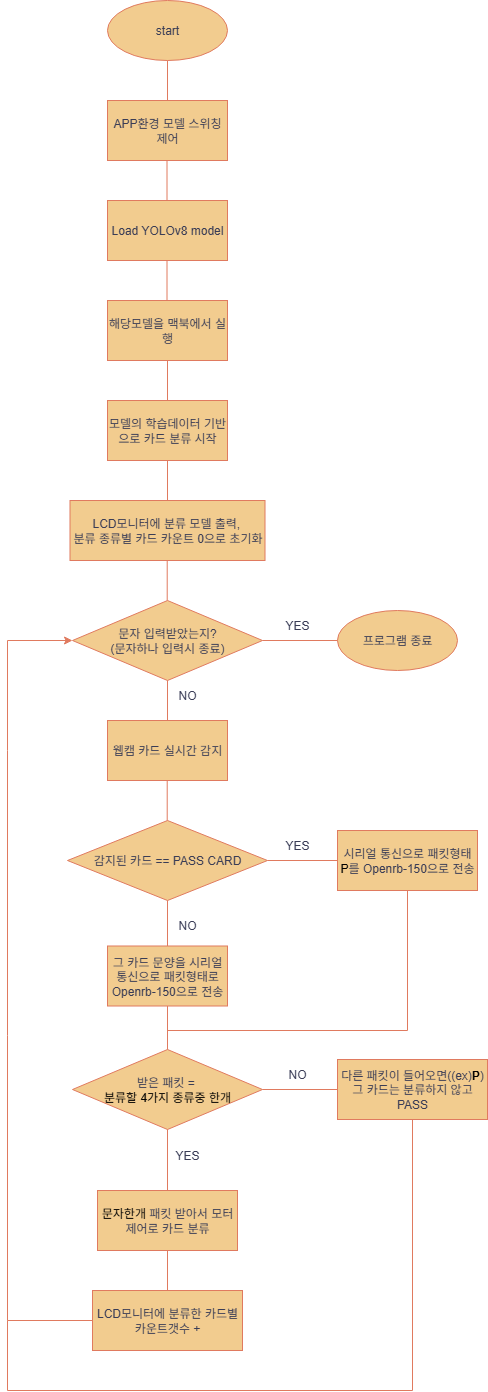 start
APP환경 모델 스위칭
제어
Load YOLOv8 model
해당모델을 맥북에서 실
행
모델의 학습데이터 기반
으로 카드 분류 시작
LCD모니터에 분류 모델 출력,
분류 종류별 카드 카운트 0으로 초기화
문자 입력받았는지?
(문자하나 입력시 종료)
YES
프로그램 종료
NO
웹캠 카드 실시간 감지
감지된 카드 == PASS CARD
YES
시리얼 통신으로 패킷형태
P를 Openrb-150으로 전송
NO
그 카드 문양을 시리얼
통신으로 패킷형태로
Openrb-150으로 전송
받은 패킷 =
분류할 4가지 종류중 한개
NO
다른 패킷이 들어오면((ex)P)
그 카드는 분류하지 않고
PASS
YES
문자한개 패킷 받아서 모터
제어로 카드 분류
LCD모니터에 분류한 카드별
카운트갯수 +